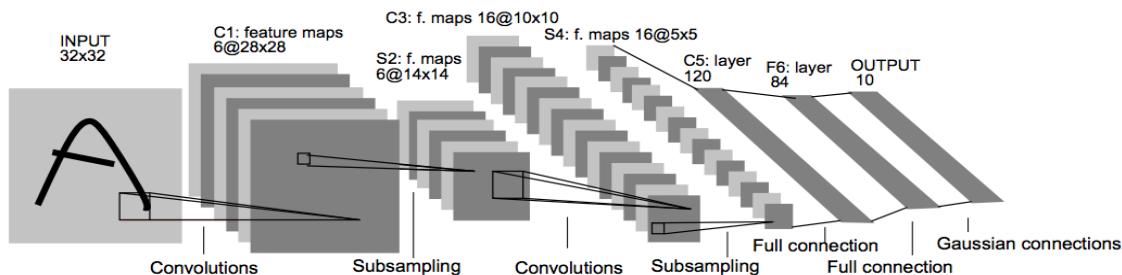 INPUT
32x32
C1: feature maps
6@28x28
S2: f. maps
6@14x14
C3: f. maps 16@10x10
S4: f. maps 16@5x5
C5: layer
120
F6: layer
84
OUTPUT
10
Convolutions
Subsampling
Convolutions
Subsampling
Full connection
Full connection
Gaussian connections